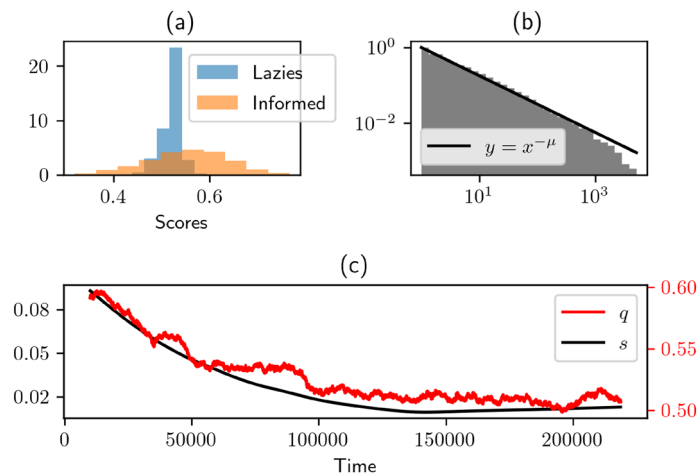 (a)
20
10
0
Lazies
Informed
0.4
0.6
Scores
(b)
10^0
10^-2
y = x^-μ
10^1
10^3
(c)
0.08
0.05
0.02
q
s
0.60
0.55
0.50
0
50000
100000
150000
200000
Time